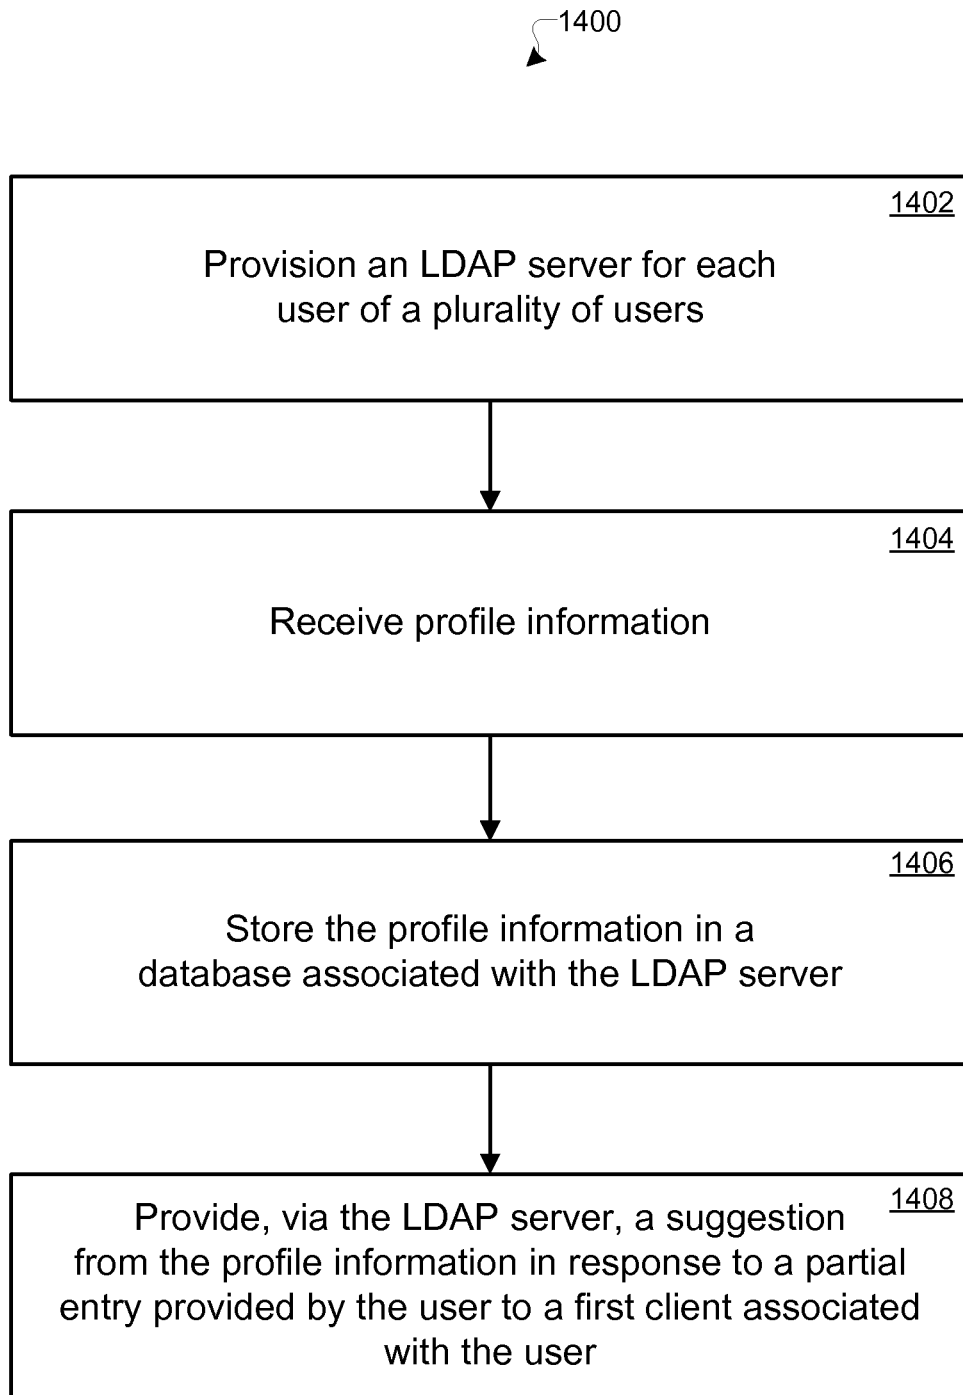 1400
1402
Provision an LDAP server for each
user of a plurality of users
1404
Receive profile information
1406
Store the profile information in a
database associated with the LDAP server
1408
Provide, via the LDAP server, a suggestion
from the profile information in response to a partial
entry provided by the user to a first client associated
with the user